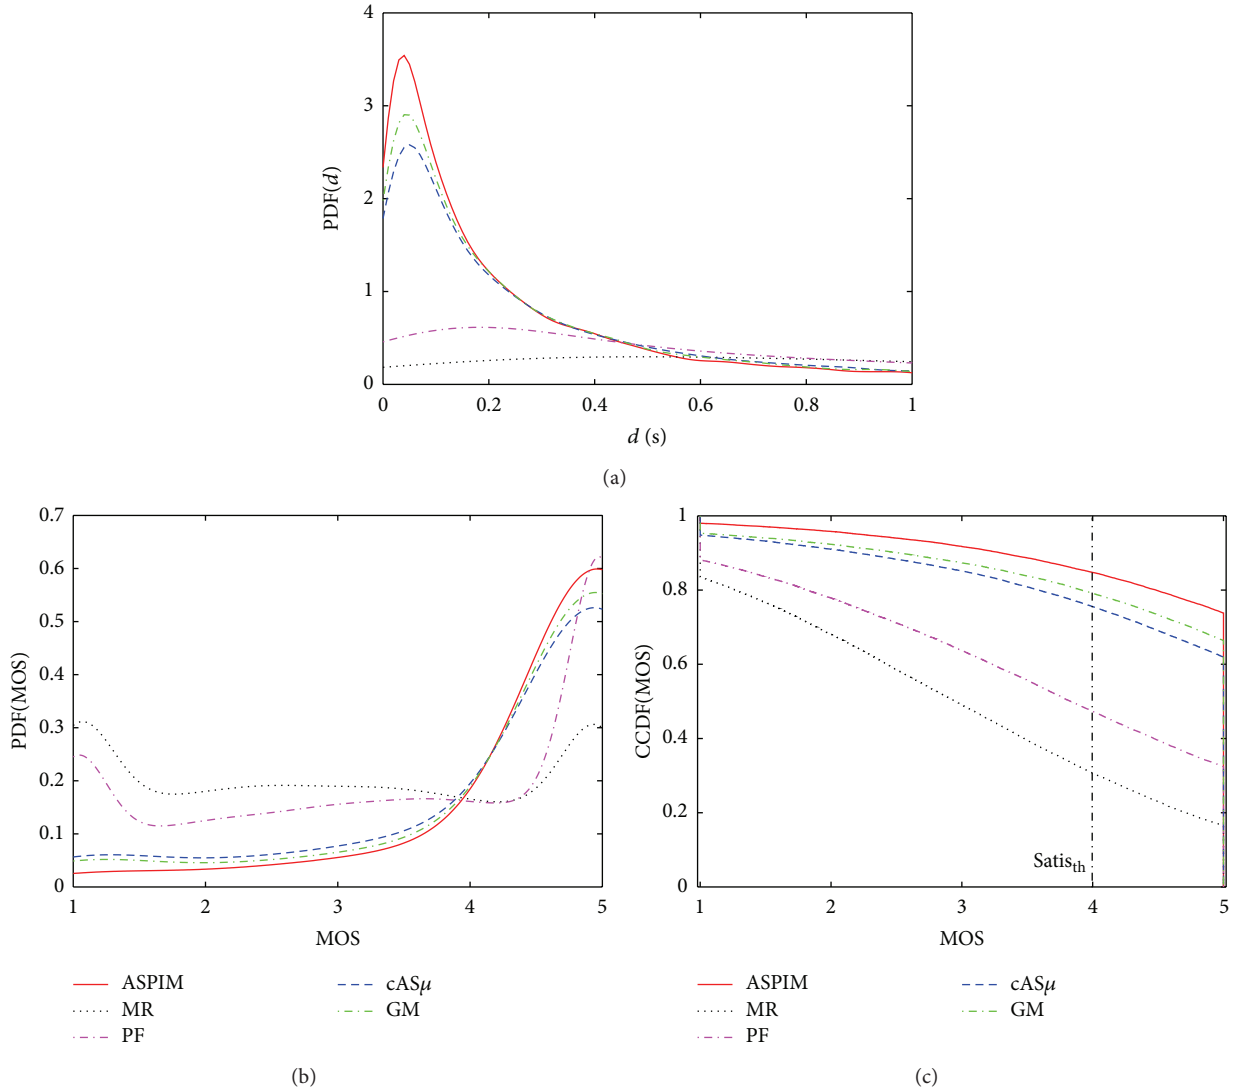 4
3
2
1
0
PDF(d)
0 0.2 0.4 0.6 0.8 1
d (s)
(a)
0.7
0.6
0.5
0.4
0.3
0.2
0.1
0
PDF(MOS)
1 2 3 4 5
MOS
ASPIM
MR
PF
cASμ
GM
(b)
1
0.8
0.6
0.4
0.2
0
CCDF(MOS)
Satis_th
1 2 3 4 5
MOS
ASPIM
MR
PF
cASμ
GM
(c)